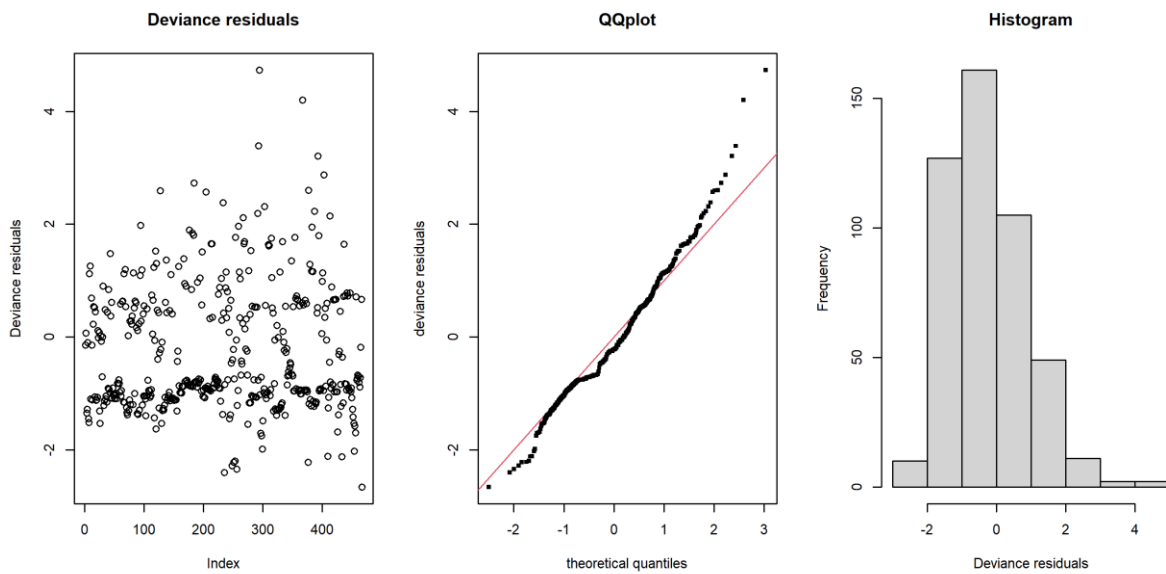 Deviance residuals
Deviance residuals
4
2
0
-2
0 100 200 300 400
Index
QQplot
deviance residuals
4
2
0
-2
-2 -1 0 1 2 3
theoretical quantiles
Histogram
Frequency
150
100
50
0
-2 0 2 4
Deviance residuals